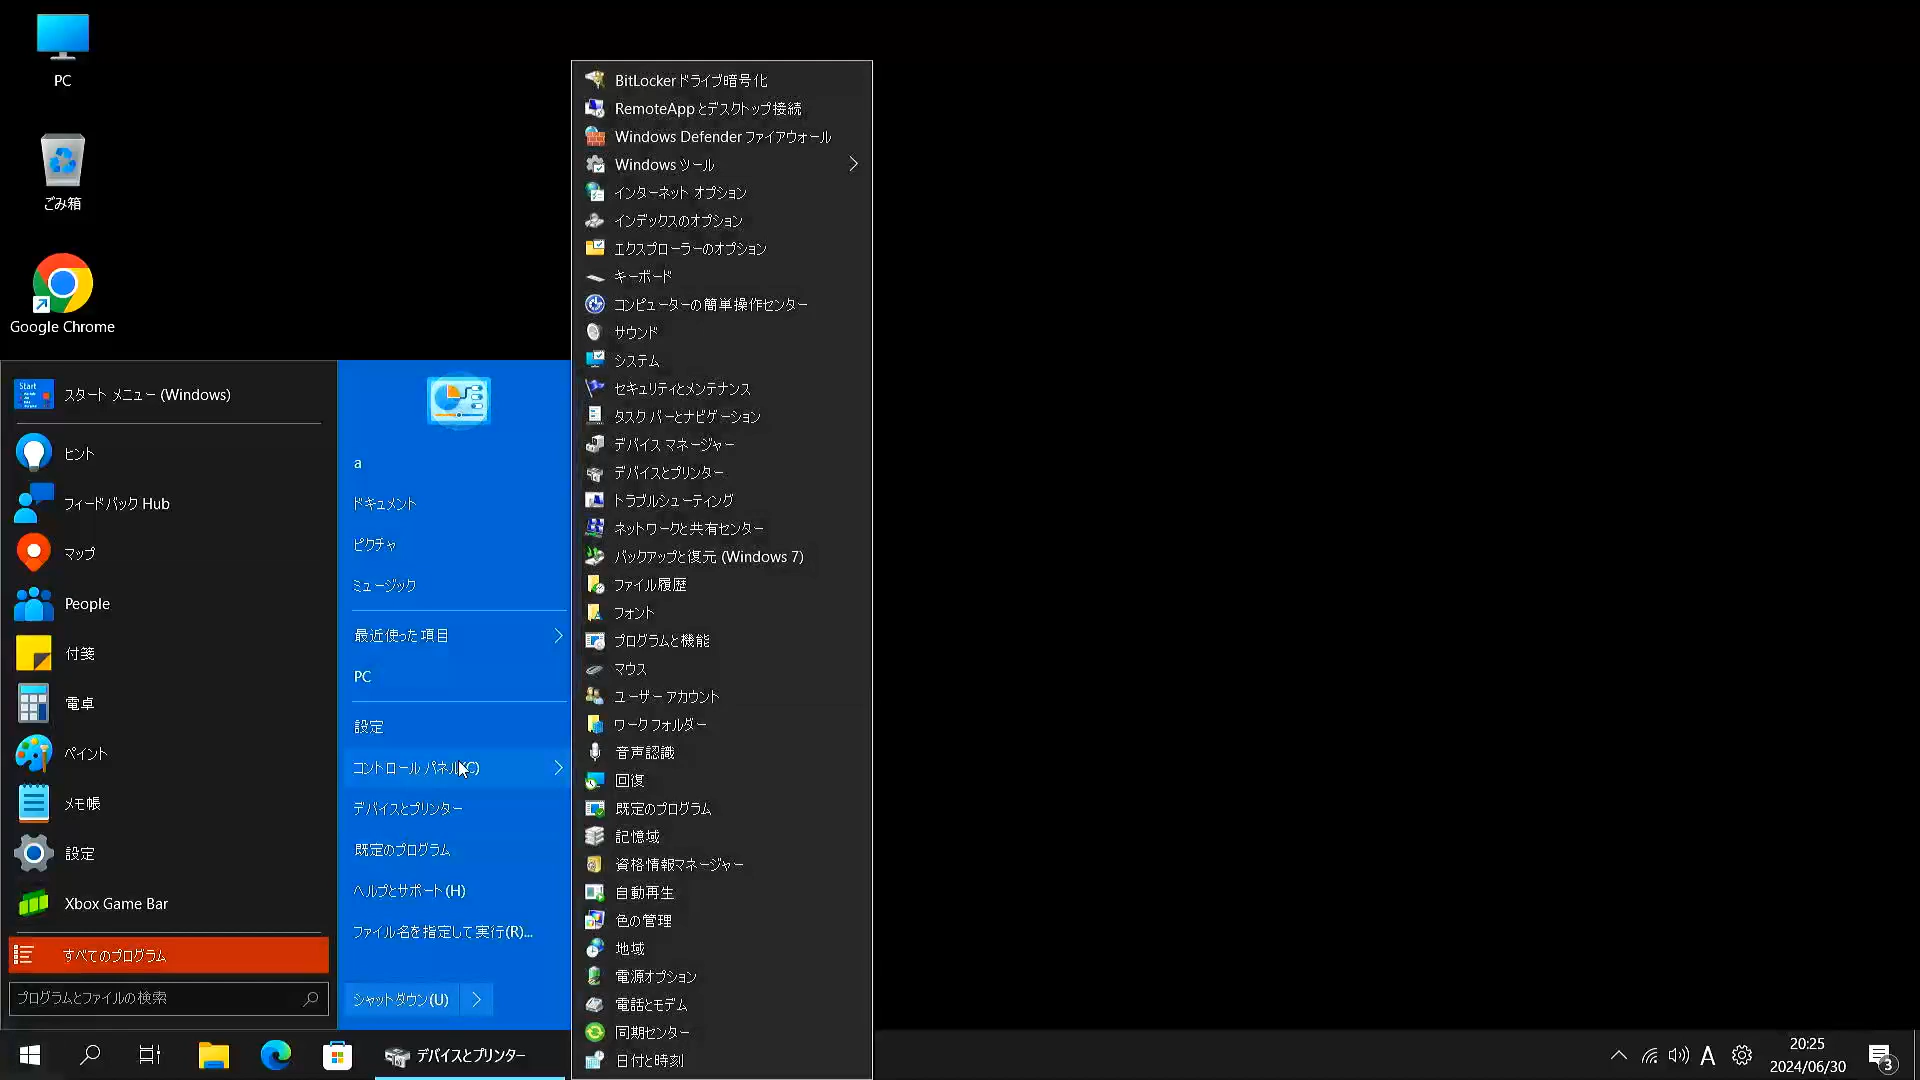 PC
ごみ箱
Google Chrome
Start
スタート メニュー (Windows)
ヒント
フィードバック Hub
マップ
People
付箋
電卓
ペイント
メモ帳
設定
Xbox Game Bar
すべてのプログラム
プログラムとファイルの検索
a
ドキュメント
ピクチャ
ミュージック
最近使った項目
PC
設定
コントロール パネル(C)
デバイスとプリンター
既定のプログラム
ヘルプとサポート(H)
ファイル名を指定して実行(R)...
シャットダウン(U)
BitLocker ドライブ暗号化
RemoteApp とデスクトップ接続
Windows Defender ファイアウォール
Windows ツール
インターネット オプション
インデックスのオプション
エクスプローラーのオプション
キーボード
コンピューターの簡単操作センター
サウンド
システム
セキュリティとメンテナンス
タスク バーとナビゲーション
デバイス マネージャー
デバイスとプリンター
トラブルシューティング
ネットワークと共有センター
バックアップと復元 (Windows 7)
ファイル履歴
フォント
プログラムと機能
マウス
ユーザー アカウント
ワーク フォルダー
音声認識
回復
既定のプログラム
記憶域
資格情報マネージャー
自動再生
色の管理
地域
電源オプション
電話とモデム
同期センター
日付と時刻
デバイスとプリンター
A
20:25
2024/06/30
3